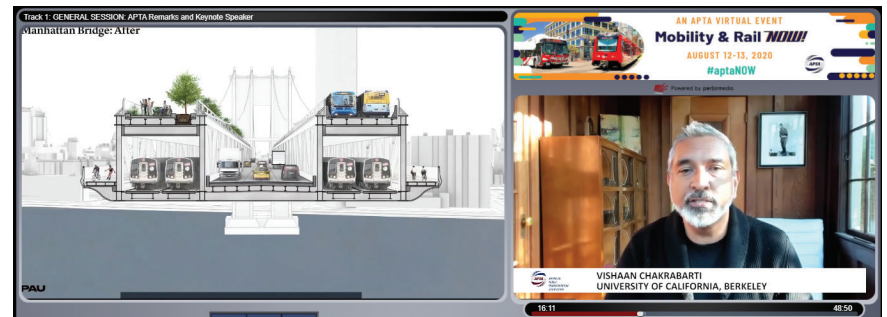 Track 1: GENERAL SESSION: APTA Remarks and Keynote Speaker
Manhattan Bridge: After
PAU
AN APTA VIRTUAL EVENT
Mobility & Rail NOW!
AUGUST 12-13, 2020
#aptaNOW
APTA
Powered by
VISHAAN CHAKRABARTI
UNIVERSITY OF CALIFORNIA, BERKELEY
16:11
48:50